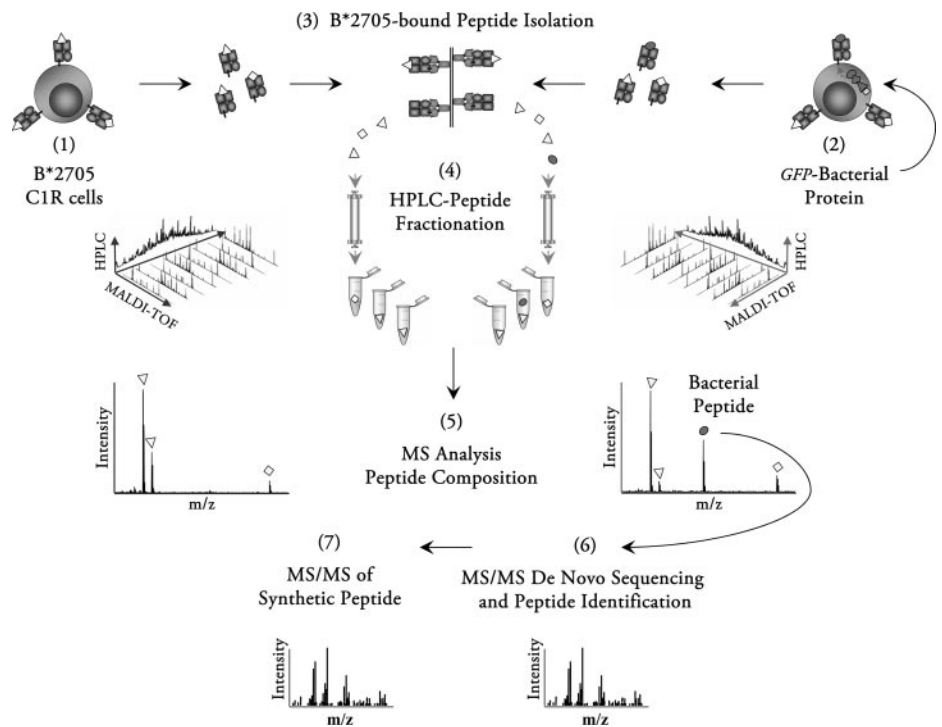 (3) B*2705-bound Peptide Isolation
(1)
B*2705
C1R cells
(2)
GFP-Bacterial
Protein
(4)
HPLC-Peptide
Fractionation
HPLC
MALDI-TOF
HPLC
MALDI-TOF
Intensity
m/z
(5)
MS Analysis
Peptide Composition
Bacterial
Peptide
Intensity
m/z
(7)
MS/MS of
Synthetic Peptide
(6)
MS/MS De Novo Sequencing
and Peptide Identification
Intensity
m/z
Intensity
m/z